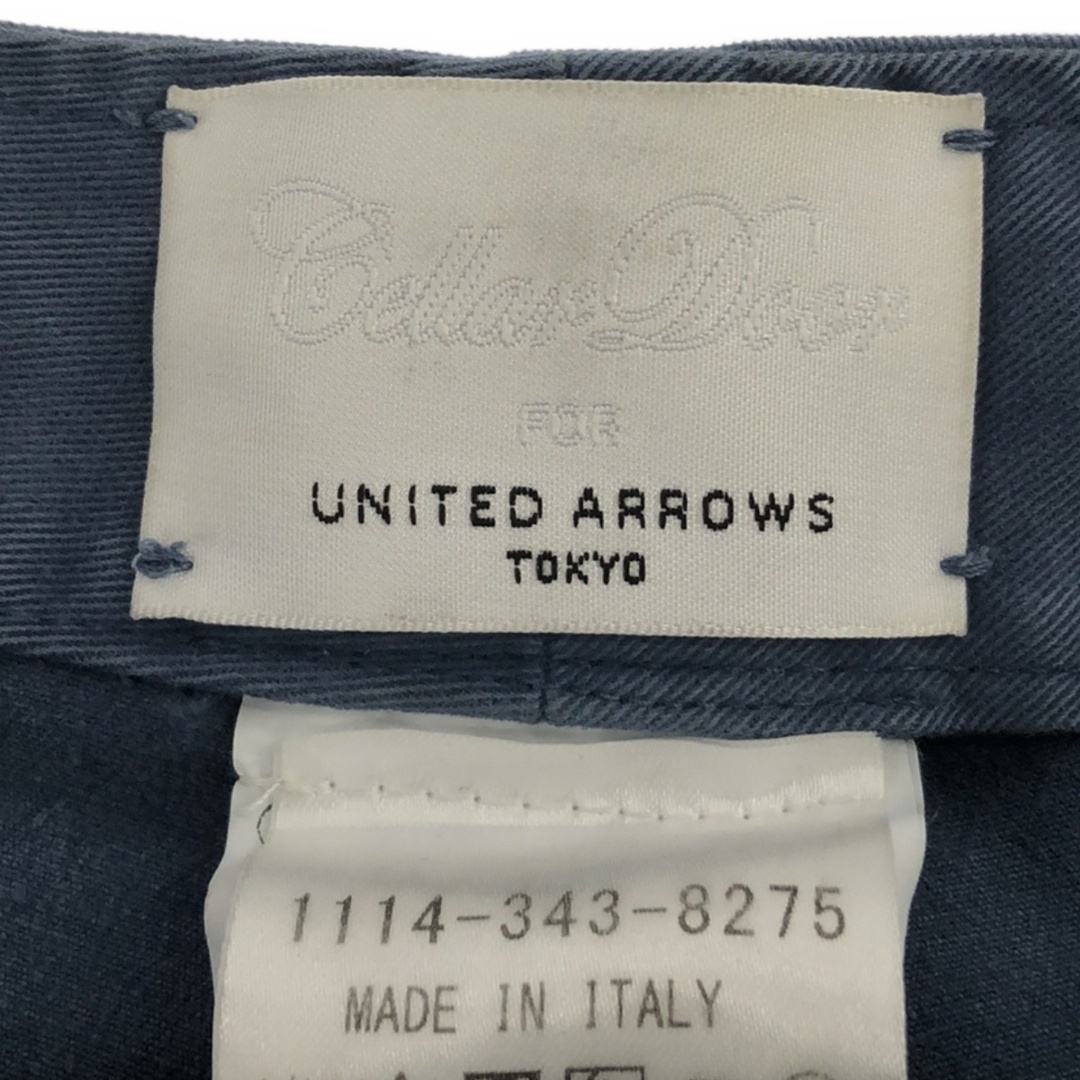 Cellar Door
FOR
UNITED ARROWS
TOKYO
1114-343-8275
MADE IN ITALY